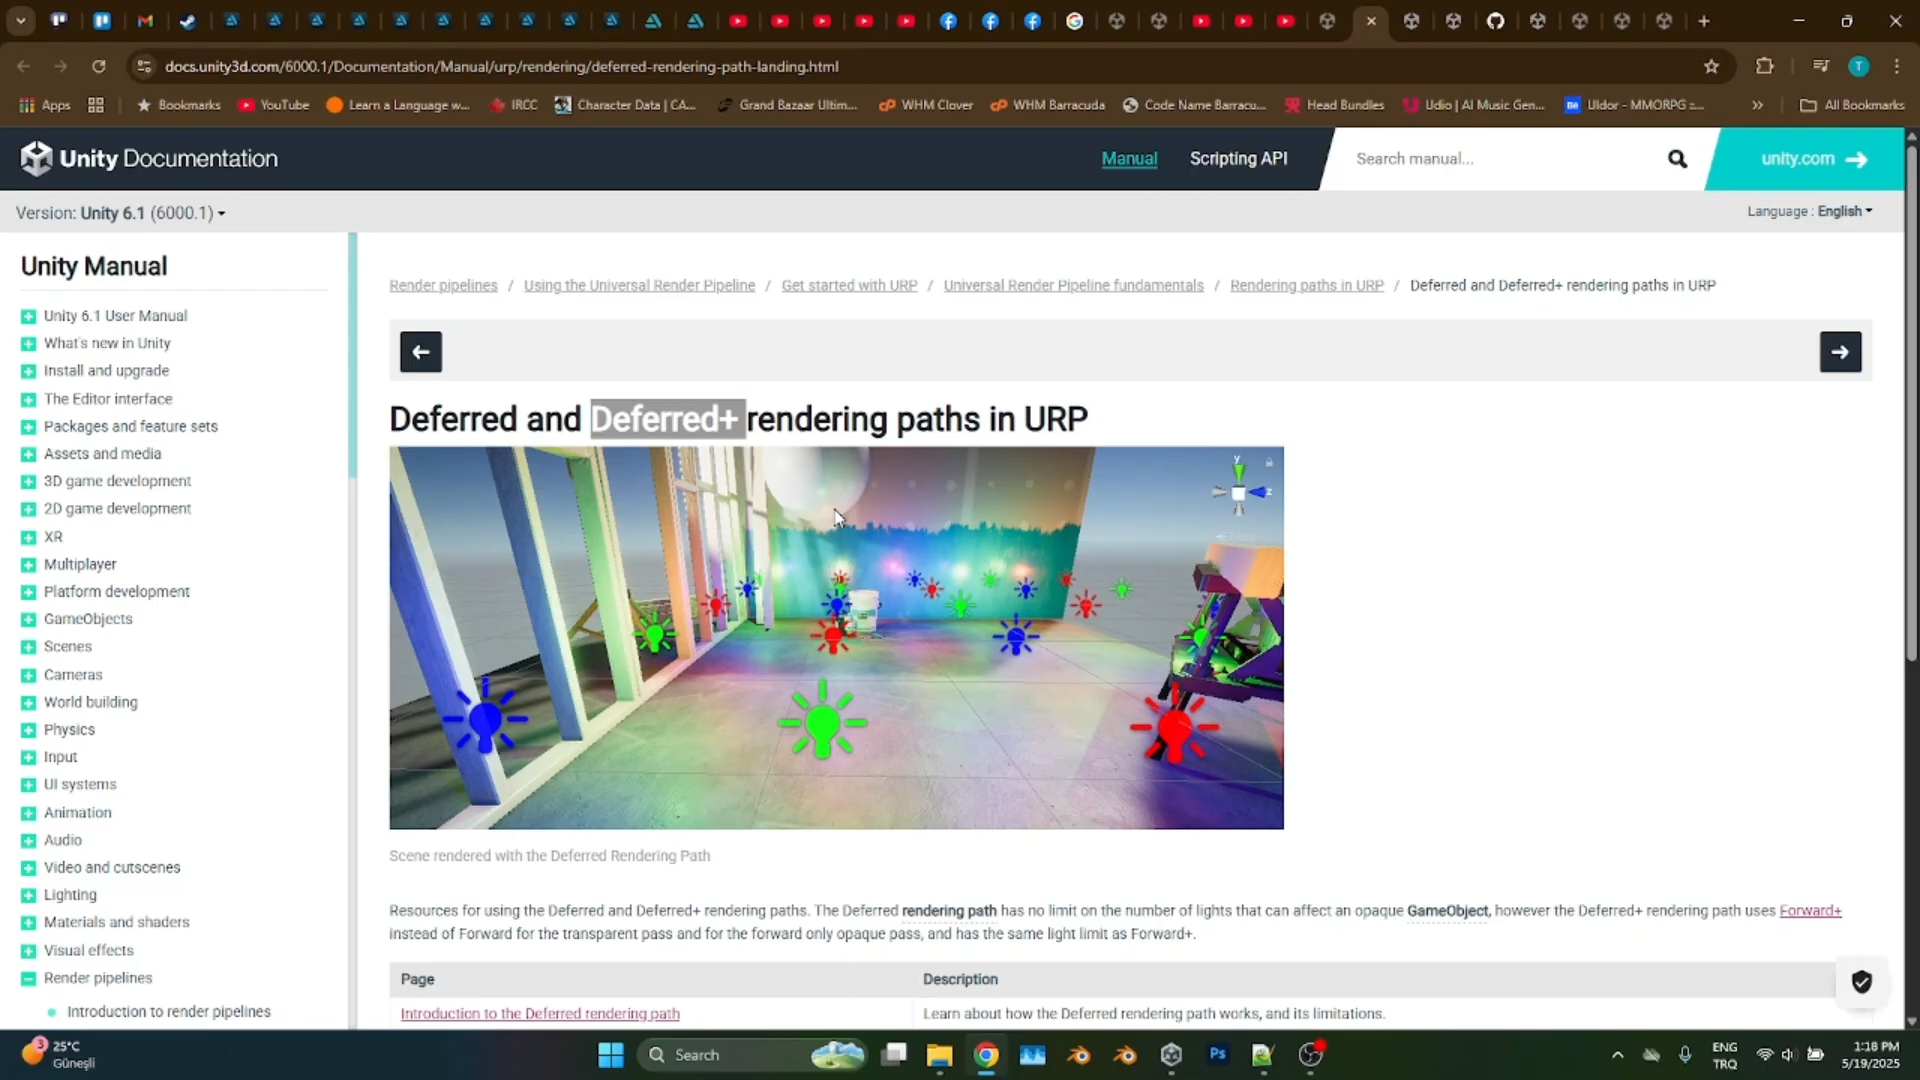 docs.unity3d.com/6000.1/Documentation/Manual/urp/rendering/deferred-rendering-path-landing.html
T
Apps
Bookmarks
YouTube
Learn a Language w...
IRCC
Character Data | CA...
Grand Bazaar Ultim...
WHM Clover
WHM Barracuda
Code Name Barracu...
Head Bundles
Udio | AI Music Gen...
Uldor - MMORPG ...
All Bookmarks
Unity Documentation
Manual
Scripting API
Search manual...
unity.com
Version: Unity 6.1 (6000.1)
Language : English
Unity Manual
Unity 6.1 User Manual
What's new in Unity
Install and upgrade
The Editor interface
Packages and feature sets
Assets and media
3D game development
2D game development
XR
Multiplayer
Platform development
GameObjects
Scenes
Cameras
World building
Physics
Input
UI systems
Animation
Audio
Video and cutscenes
Lighting
Materials and shaders
Visual effects
Render pipelines
Introduction to render pipelines
Render pipelines / Using the Universal Render Pipeline / Get started with URP / Universal Render Pipeline fundamentals / Rendering paths in URP / Deferred and Deferred+ rendering paths in URP
Deferred and Deferred+ rendering paths in URP
y
z
Scene rendered with the Deferred Rendering Path
Resources for using the Deferred and Deferred+ rendering paths. The Deferred rendering path has no limit on the number of lights that can affect an opaque GameObject, however the Deferred+ rendering path uses Forward+
instead of Forward for the transparent pass and for the forward only opaque pass, and has the same light limit as Forward+.
Page Description
Introduction to the Deferred rendering path Learn about how the Deferred rendering path works, and its limitations.
3
25°C
Güneşli
Search
Ps
ENG
TRQ
1:18 PM
5/19/2025